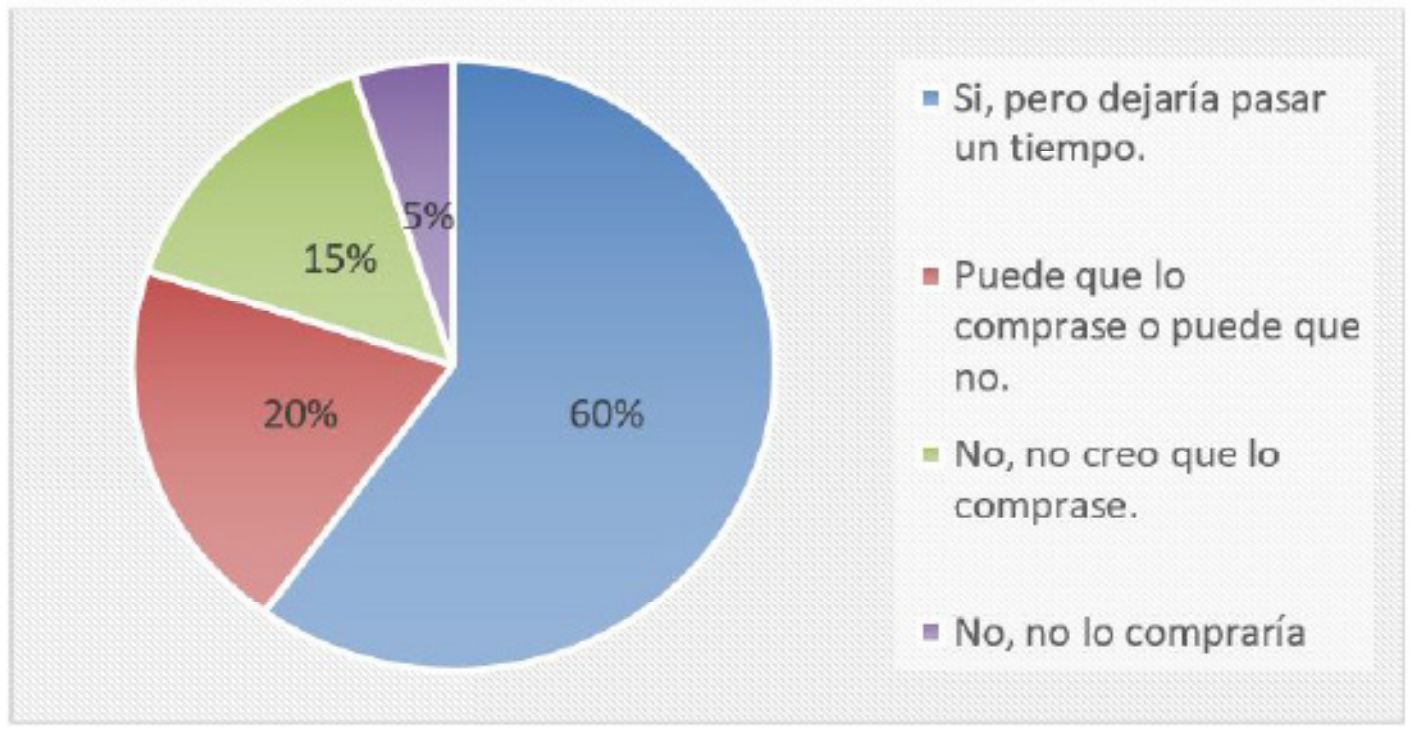 5%
15%
20%
60%
Si, pero dejaría pasar
un tiempo.
Puede que lo
comprase o puede que
no.
No, no creo que lo
comprase.
No, no lo compraría